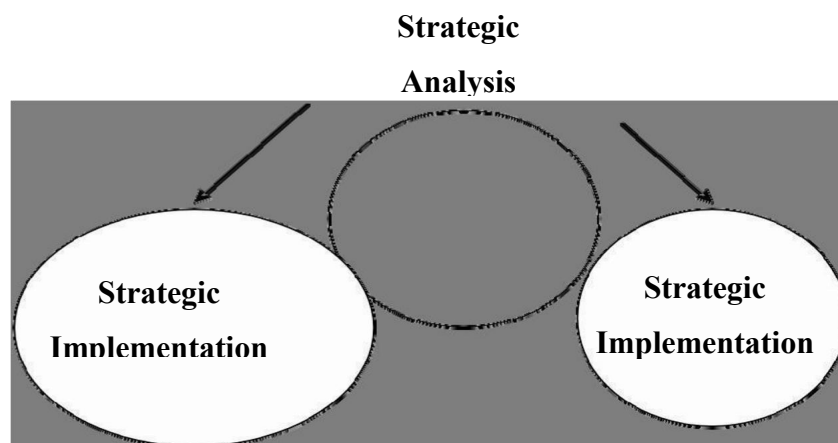 Strategic
Analysis
Strategic
Implementation
Strategic
Implementation